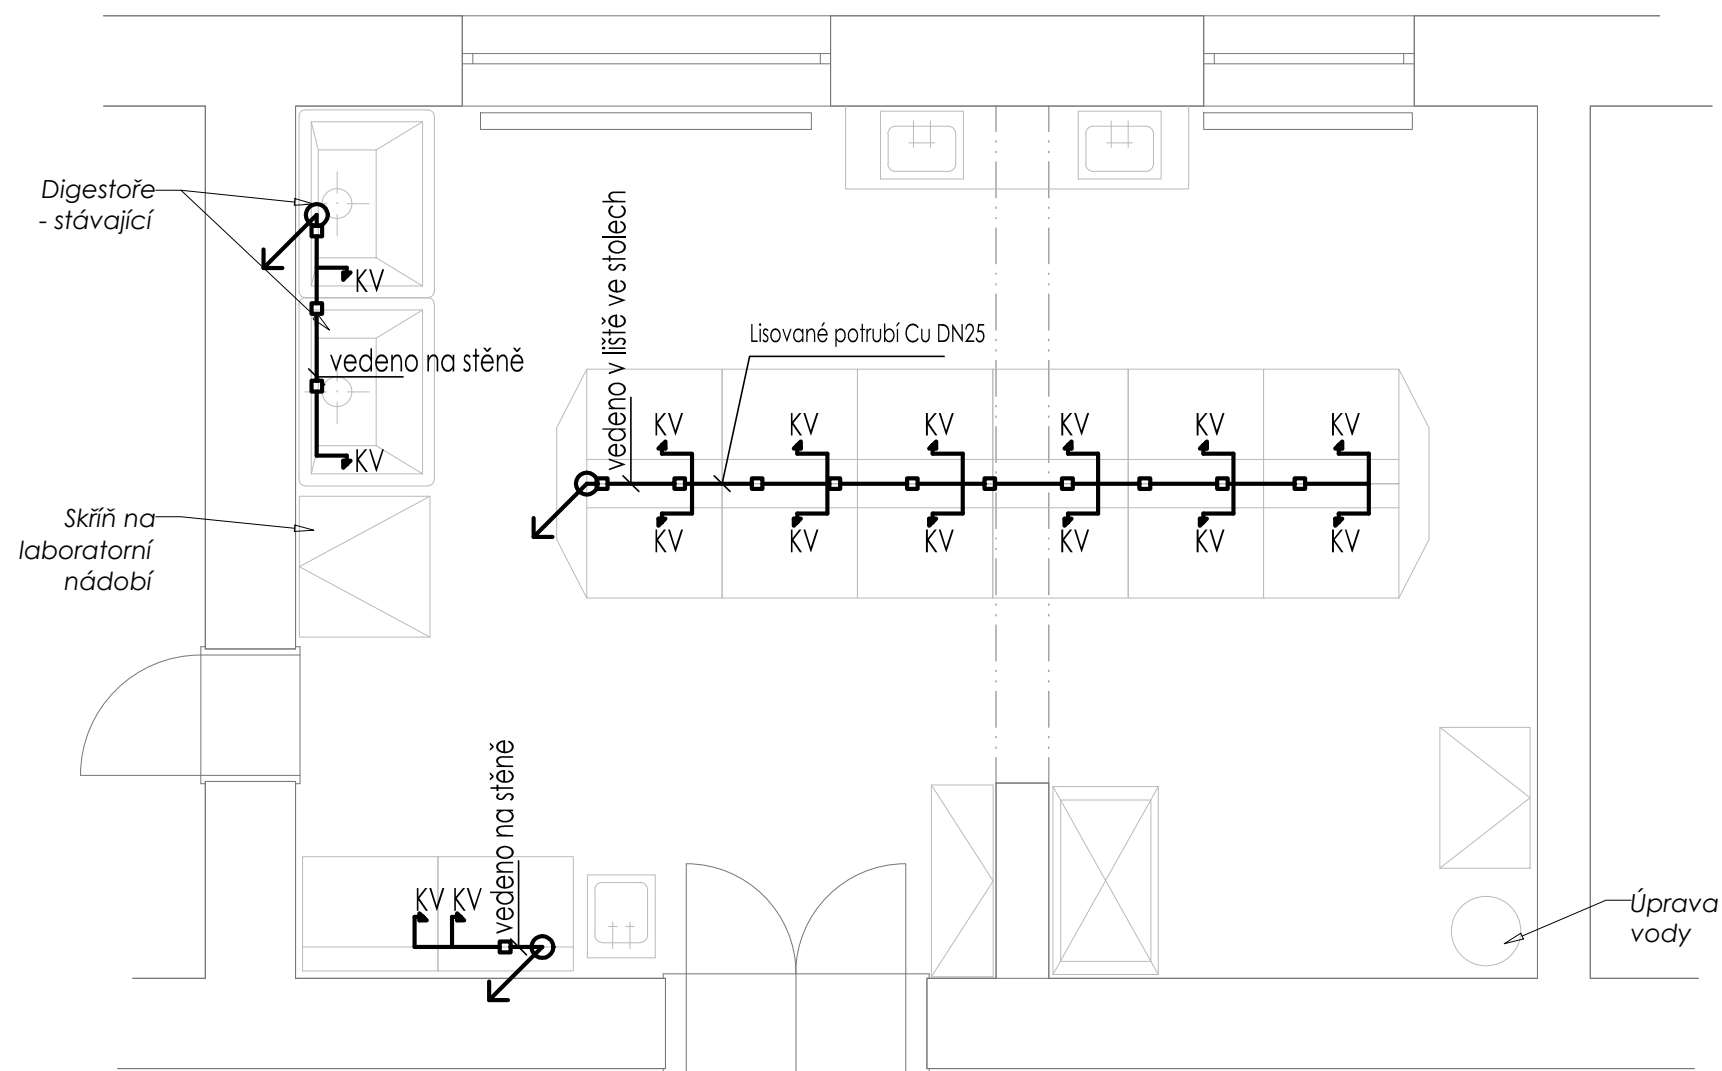 Digestoře
- stávající
KV
vedeno na stěně
KV
vedeno v liště ve stolech
Lisované potrubí Cu DN25
KV
KV
KV
KV
KV
KV
KV
KV
KV
KV
KV
KV
Skříň na
laboratorní
nádobí
vedeno na stěně
KV
KV
Úprava
vody